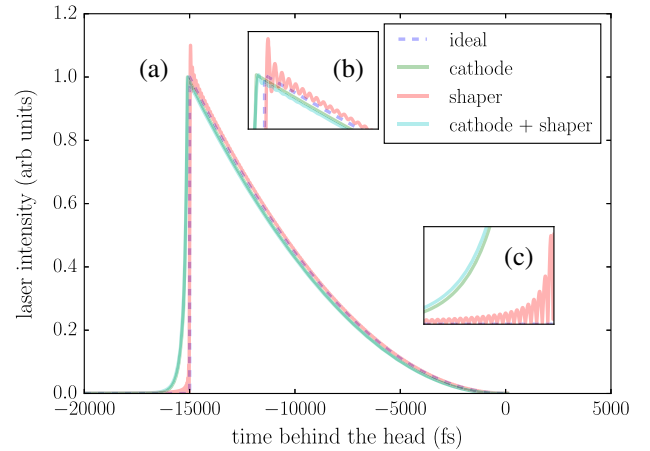 1.2
1.0
0.8
0.6
0.4
0.2
0.0
laser intensity (arb units)
(a)
(b)
(c)
ideal
cathode
shaper
cathode + shaper
−20000 −15000 −10000 −5000 0 5000
time behind the head (fs)